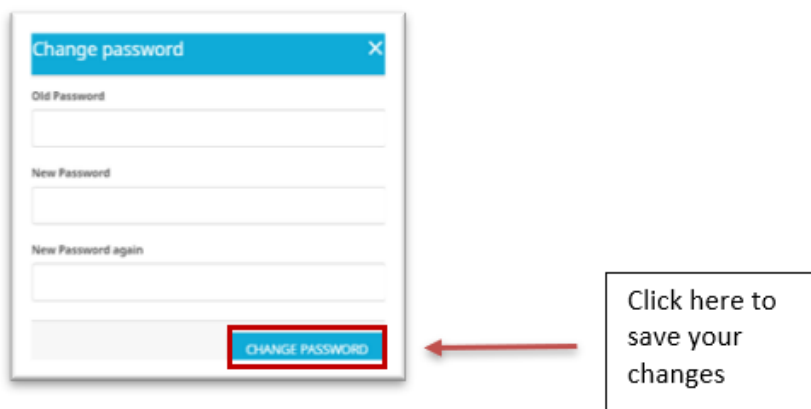 Change password ×
Old Password
New Password
New Password again
CHANGE PASSWORD
Click here to
save your
changes